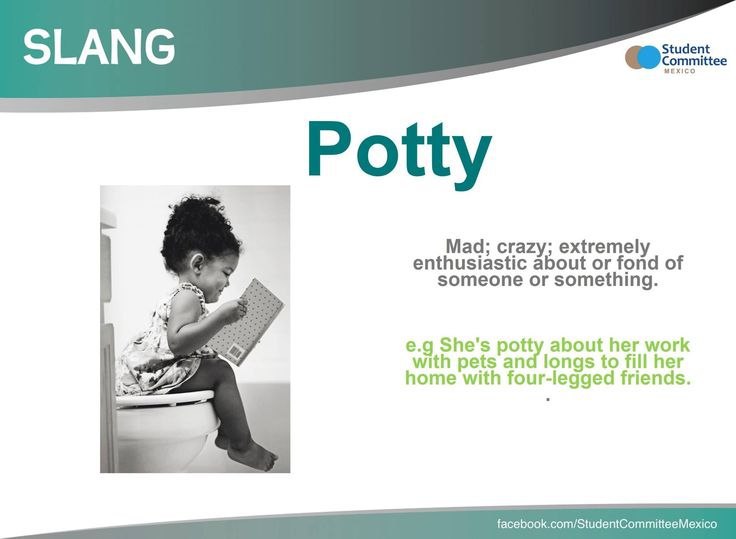 SLANG
Student
Committee
MEXICO
Potty
Mad; crazy; extremely
enthusiastic about or fond of
someone or something.
e.g She's potty about her work
with pets and longs to fill her
home with four-legged friends.
.
facebook.com/StudentCommitteeMexico